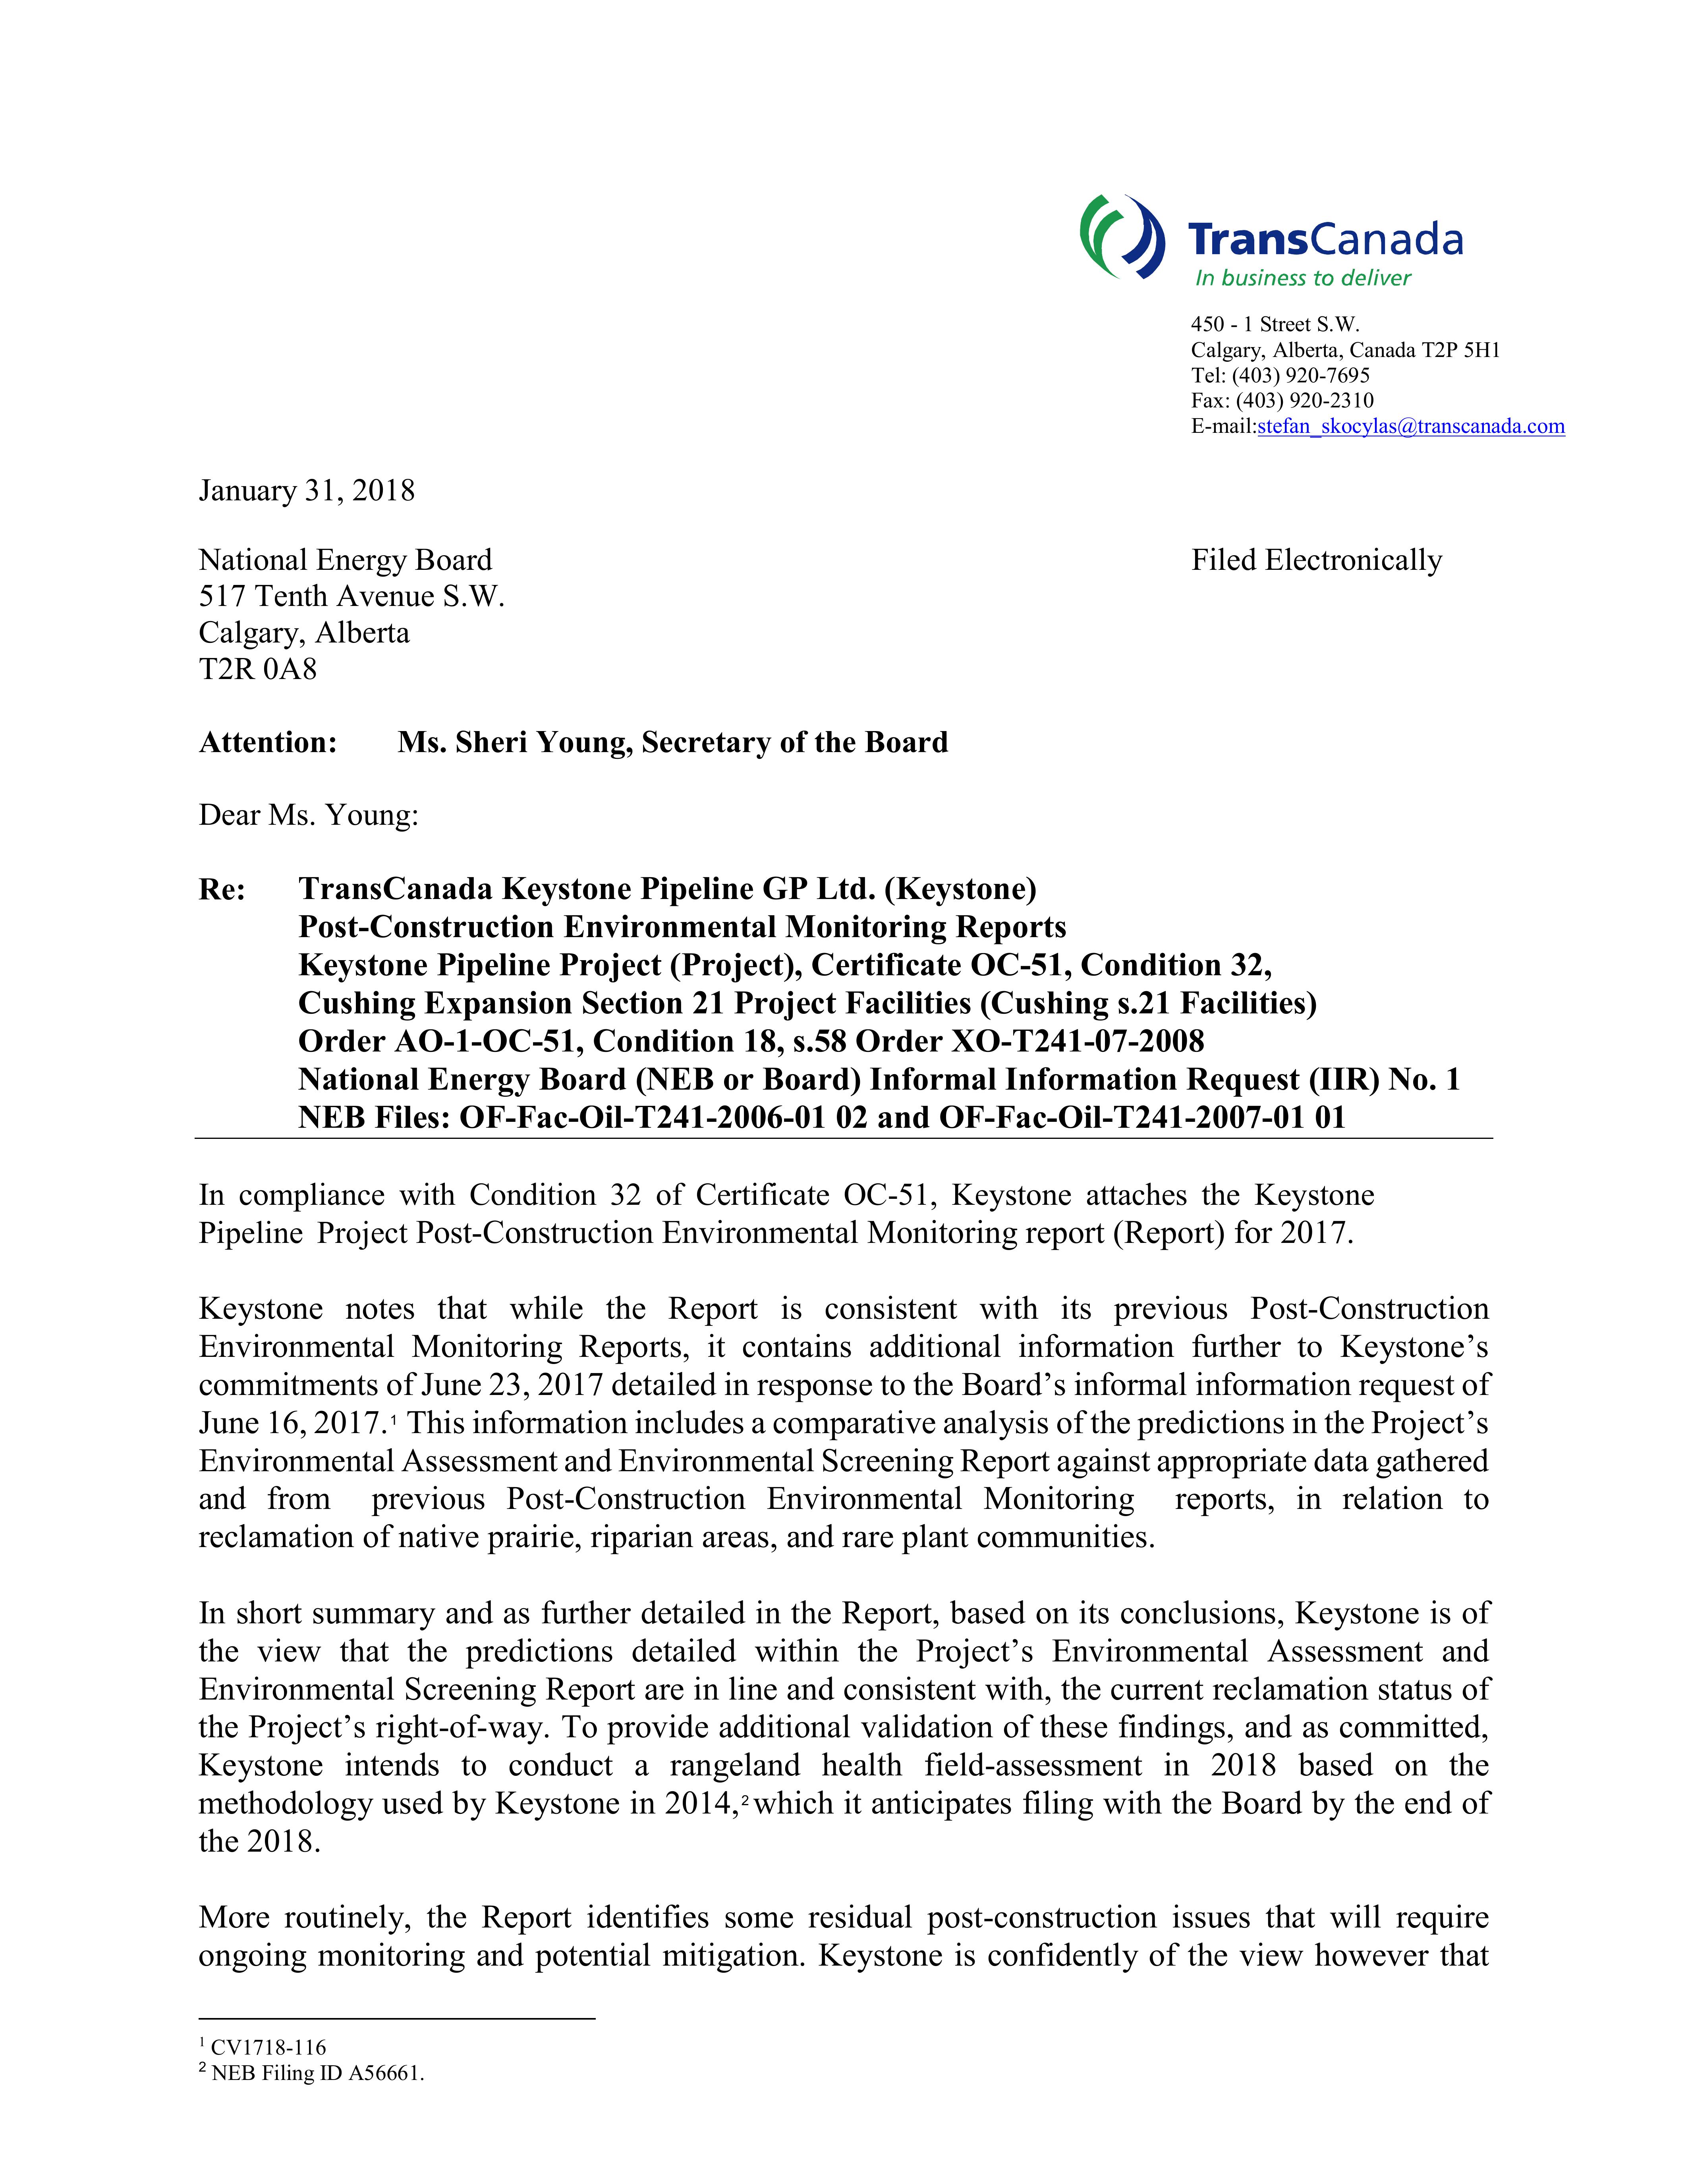 TransCanada
In business to deliver
450 - 1 Street S.W.
Calgary, Alberta, Canada T2P 5H1
Tel: (403) 920-7695
Fax: (403) 920-2310
E-mail:stefan_skocylas@transcanada.com
January 31, 2018
National Energy Board
Filed Electronically
517 Tenth Avenue S.W.
Calgary, Alberta
T2R 0A8
Attention: Ms. Sheri Young, Secretary of the Board
Dear Ms. Young:
Re: TransCanada Keystone Pipeline GP Ltd. (Keystone)
Post-Construction Environmental Monitoring Reports
Keystone Pipeline Project (Project), Certificate OC-51, Condition 32,
Cushing Expansion Section 21 Project Facilities (Cushing s.21 Facilities)
Order AO-1-OC-51, Condition 18, s.58 Order XO-T241-07-2008
National Energy Board (NEB or Board) Informal Information Request (IIR) No. 1
NEB Files: OF-Fac-Oil-T241-2006-01 02 and OF-Fac-Oil-T241-2007-01 01
In compliance with Condition 32 of Certificate OC-51, Keystone attaches the Keystone
Pipeline Project Post-Construction Environmental Monitoring report (Report) for 2017.
Keystone notes that while the Report is consistent with its previous Post-Construction
Environmental Monitoring Reports, it contains additional information further to Keystone’s
commitments of June 23, 2017 detailed in response to the Board’s informal information request of
June 16, 2017.1 This information includes a comparative analysis of the predictions in the Project’s
Environmental Assessment and Environmental Screening Report against appropriate data gathered
and from previous Post-Construction Environmental Monitoring reports, in relation to
reclamation of native prairie, riparian areas, and rare plant communities.
In short summary and as further detailed in the Report, based on its conclusions, Keystone is of
the view that the predictions detailed within the Project’s Environmental Assessment and
Environmental Screening Report are in line and consistent with, the current reclamation status of
the Project’s right-of-way. To provide additional validation of these findings, and as committed,
Keystone intends to conduct a rangeland health field-assessment in 2018 based on the
methodology used by Keystone in 2014,2 which it anticipates filing with the Board by the end of
the 2018.
More routinely, the Report identifies some residual post-construction issues that will require
ongoing monitoring and potential mitigation. Keystone is confidently of the view however that
1 CV1718-116
2 NEB Filing ID A56661.